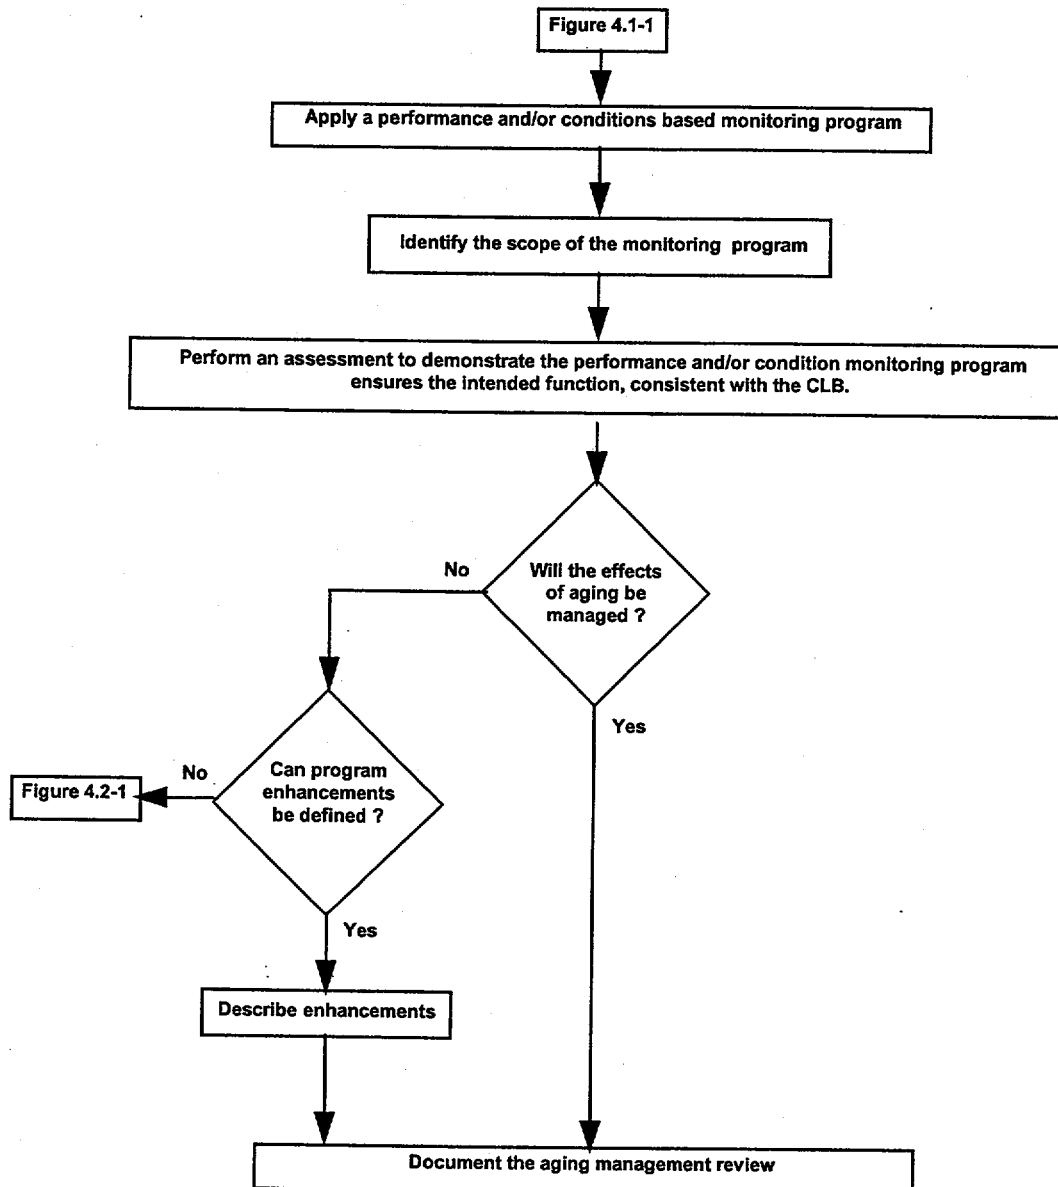 Figure 4.1-1
Apply a performance and/or conditions based monitoring program
Identify the scope of the monitoring program
Perform an assessment to demonstrate the performance and/or condition monitoring program
ensures the intended function, consistent with the CLB.
No
Will the effects
of aging be
managed ?
Yes
No
Can program
enhancements
be defined ?
Figure 4.2-1
Yes
Describe enhancements
Document the aging management review